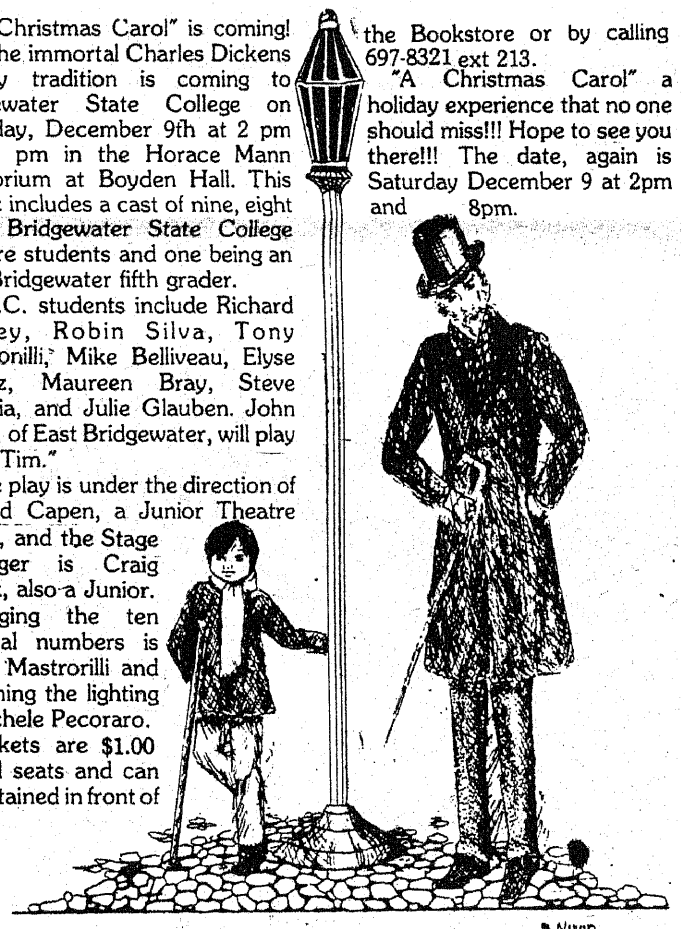 Christmas Carol" is coming!
he immortal Charles Dickens
y tradition is coming to
ewater State College on
day, December 9th at 2 pm
pm in the Horace Mann
orium at Boyden Hall. This
includes a cast of nine, eight
Bridgewater State College
re students and one being an
Bridgewater fifth grader.
.C. students include Richard
ey, Robin Silva, Tony
onilli, Mike Belliveau, Elyse
z, Maureen Bray, Steve
ia, and Julie Glauben. John
of East Bridgewater, will play
Tim."
e play is under the direction of
d Capen, a Junior Theatre
, and the Stage
ger is Craig
, also a Junior.
ging the ten
al numbers is
Mastrorilli and
ning the lighting
chele Pecoraro.
kets are $1.00
l seats and can
tained in front of
the Bookstore or by calling
697-8321 ext 213.
"A Christmas Carol" a
holiday experience that no one
should miss!!! Hope to see you
there!!! The date, again is
Saturday December 9 at 2pm
and 8pm.